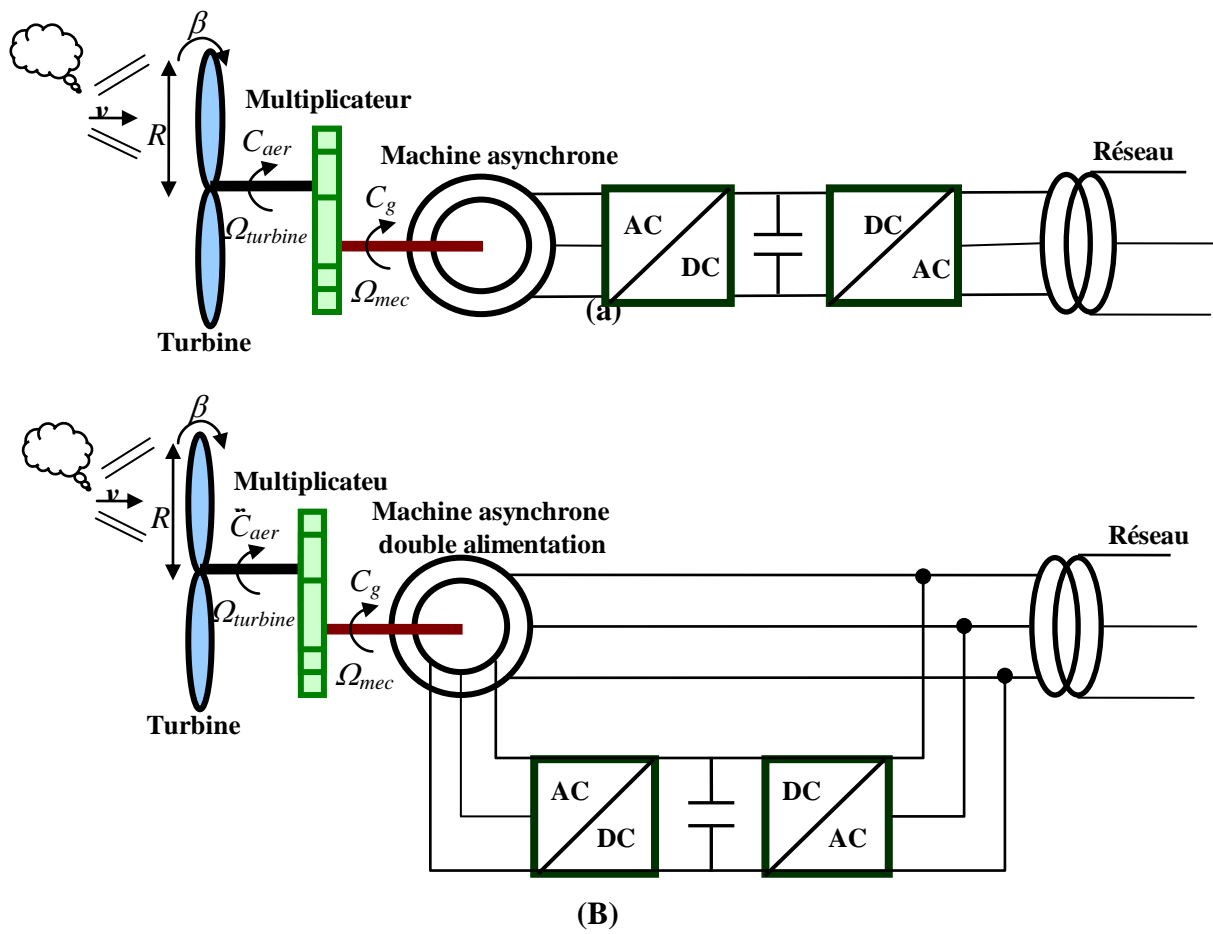 β
v
R
Multiplicateur
C_aer
Machine asynchrone
Réseau
C_g
Ω_turbine
AC
DC
DC
AC
Ω_mec
(a)
Turbine
β
v
R
Multiplicateu
C̈_aer
Machine asynchrone
double alimentation
Réseau
C_g
Ω_turbine
Ω_mec
Turbine
AC
DC
DC
AC
(B)